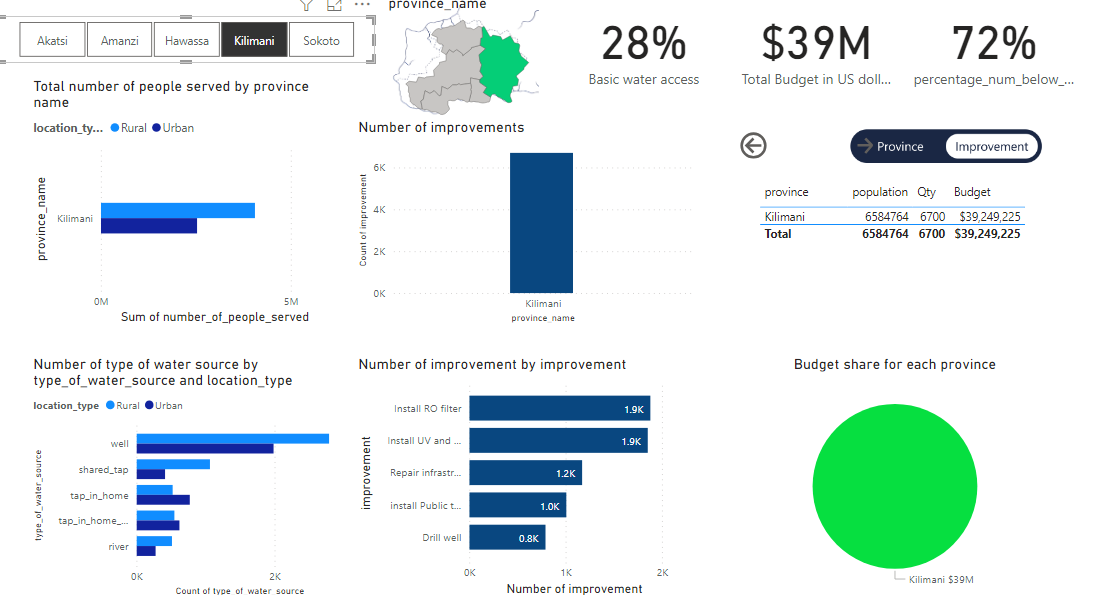 Akatsi
Amanzi
Hawassa
Kilimani
Sokoto
province_name
28%
Basic water access
$39M
Total Budget in US doll...
72%
percentage_num_below_...
Total number of people served by province
name
location_ty...
Rural
Urban
province_name
Kilimani
0M
5M
Sum of number_of_people_served
Number of improvements
Count of improvement
6K
4K
2K
0K
Kilimani
province_name
Province
Improvement
province population Qty Budget
Kilimani 6584764 6700 $39,249,225
Total 6584764 6700 $39,249,225
Number of type of water source by
type_of_water_source and location_type
location_type
Rural
Urban
type_of_water_source
well
shared_tap
tap_in_home
tap_in_home_...
river
0K
2K
Count of type_of_water_source
Number of improvement by improvement
improvement
Install RO filter 1.9K
Install UV and ... 1.9K
Repair infrastr... 1.2K
install Public t... 1.0K
Drill well 0.8K
0K
1K
2K
Number of improvement
Budget share for each province
Kilimani $39M